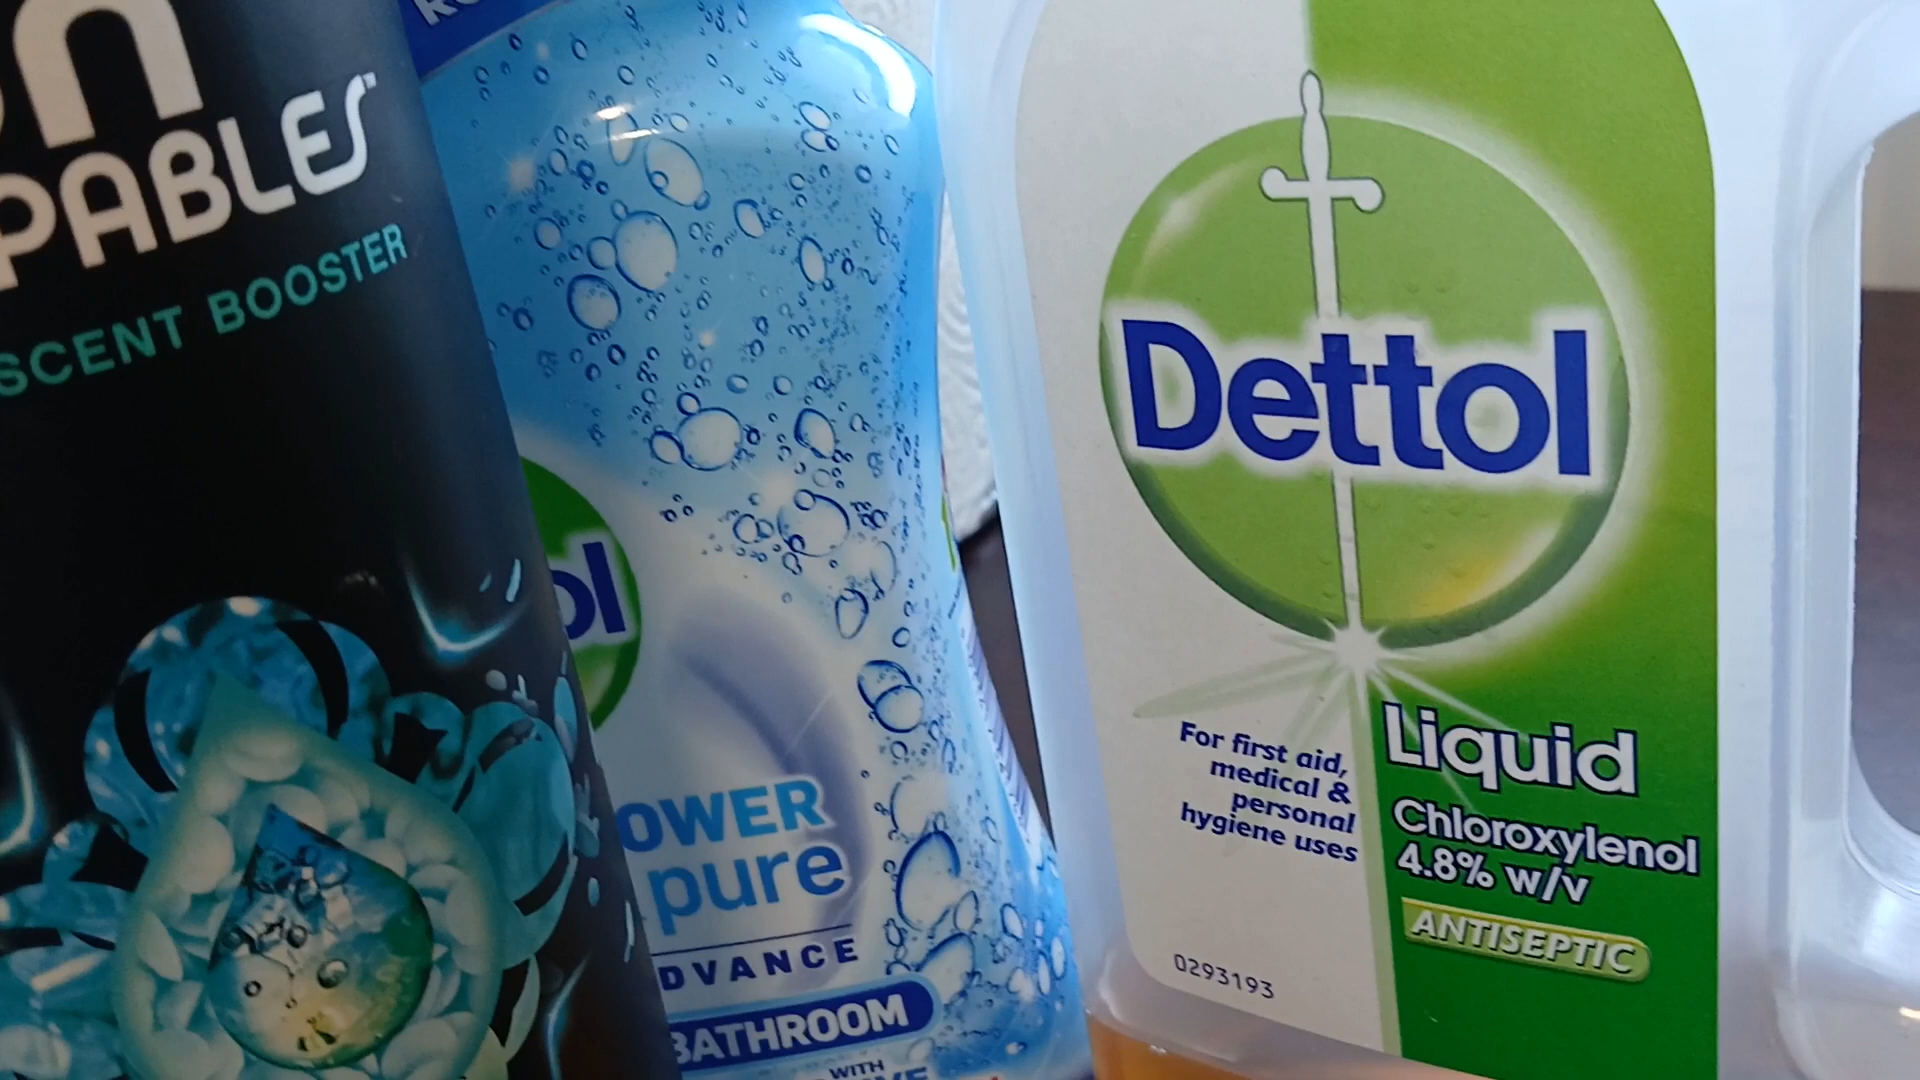 PABLES
SCENT BOOSTER
ol
OWER
pure
DVANCE
BATHROOM
WITH
Dettol
For first aid,
medical &
personal
hygiene uses
Liquid
Chloroxylenol
4.8% w/v
ANTISEPTIC
0293193